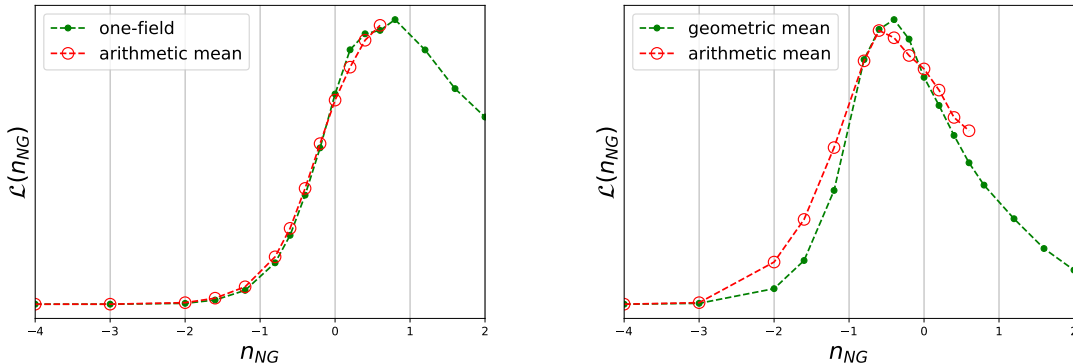 one-field
arithmetic mean
ℒ(n_NG)
−4 −3 −2 −1 0 1 2
n_NG
geometric mean
arithmetic mean
ℒ(n_NG)
−4 −3 −2 −1 0 1 2
n_NG